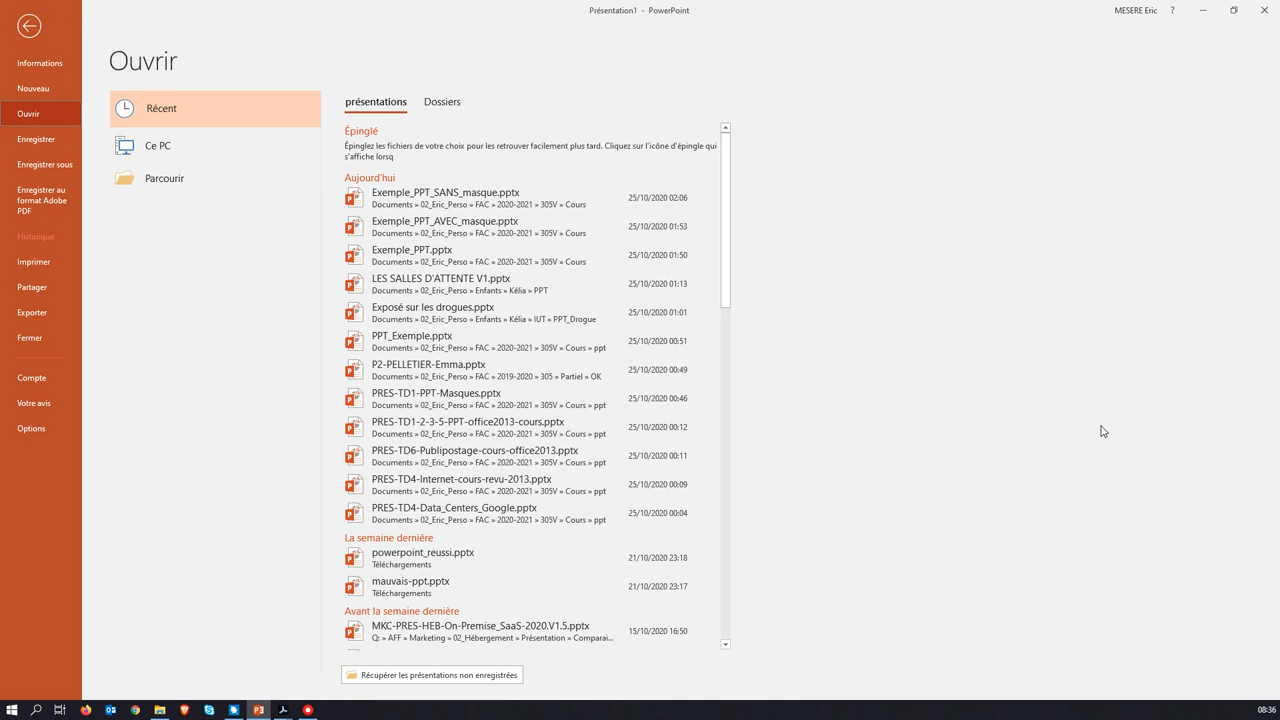 Présentation1 - PowerPoint
MESERE Eric
?
Informations
Nouveau
Ouvrir
Enregistrer
Enregistrer sous
Enregistrer au
format Adobe
PDF
Historique
Imprimer
Partager
Exporter
Fermer
Compte
Votre avis
Options
Ouvrir
Récent
Ce PC
Parcourir
présentations Dossiers
Épinglé
Épinglez les fichiers de votre choix pour les retrouver facilement plus tard. Cliquez sur l'icône d'épingle qui
s'affiche lorsq
Aujourd'hui
Exemple_PPT_SANS_masque.pptx
Documents » 02_Eric_Perso » FAC » 2020-2021 » 305V » Cours
25/10/2020 02:06
Exemple_PPT_AVEC_masque.pptx
Documents » 02_Eric_Perso » FAC » 2020-2021 » 305V » Cours
25/10/2020 01:53
Exemple_PPT.pptx
Documents » 02_Eric_Perso » FAC » 2020-2021 » 305V » Cours
25/10/2020 01:50
LES SALLES D'ATTENTE V1.pptx
Documents » 02_Eric_Perso » Enfants » Kélia » PPT
25/10/2020 01:13
Exposé sur les drogues.pptx
Documents » 02_Eric_Perso » Enfants » Kélia » IUT » PPT_Drogue
25/10/2020 01:01
PPT_Exemple.pptx
Documents » 02_Eric_Perso » FAC » 2020-2021 » 305V » Cours » ppt
25/10/2020 00:51
P2-PELLETIER-Emma.pptx
Documents » 02_Eric_Perso » FAC » 2019-2020 » 305 » Partiel » OK
25/10/2020 00:49
PRES-TD1-PPT-Masques.pptx
Documents » 02_Eric_Perso » FAC » 2020-2021 » 305V » Cours » ppt
25/10/2020 00:46
PRES-TD1-2-3-5-PPT-office2013-cours.pptx
Documents » 02_Eric_Perso » FAC » 2020-2021 » 305V » Cours » ppt
25/10/2020 00:12
PRES-TD6-Publipostage-cours-office2013.pptx
Documents » 02_Eric_Perso » FAC » 2020-2021 » 305V » Cours » ppt
25/10/2020 00:11
PRES-TD4-Internet-cours-revu-2013.pptx
Documents » 02_Eric_Perso » FAC » 2020-2021 » 305V » Cours » ppt
25/10/2020 00:09
PRES-TD4-Data_Centers_Google.pptx
Documents » 02_Eric_Perso » FAC » 2020-2021 » 305V » Cours » ppt
25/10/2020 00:04
La semaine dernière
powerpoint_reussi.pptx
Téléchargements
21/10/2020 23:18
mauvais-ppt.pptx
Téléchargements
21/10/2020 23:17
Avant la semaine dernière
MKC-PRES-HEB-On-Premise_SaaS-2020.V1.5.pptx
Q: » AFF » Marketing » 02_Hébergement » Présentation » Comparai...
15/10/2020 16:50
Récupérer les présentations non enregistrées
08:36